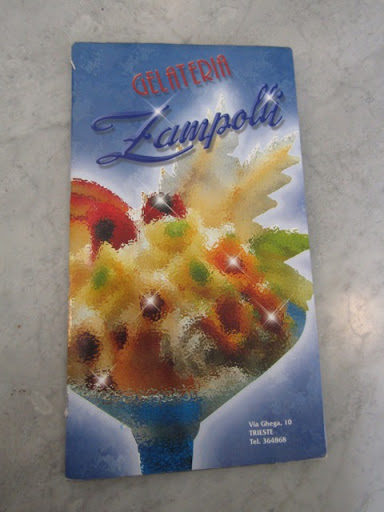 GELATERIA
Zampolli
Via Ghega, 10
TRIESTE
Tel. 364868